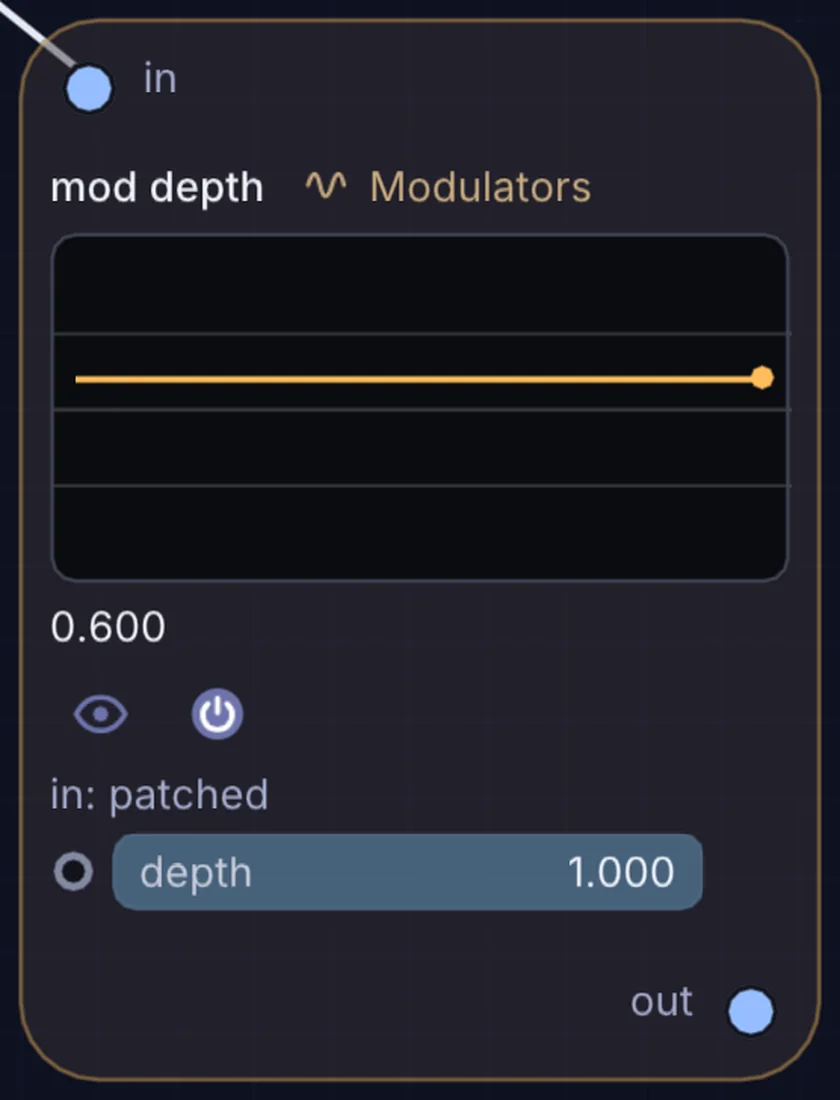 in
mod depth Modulators
0.600
in: patched
depth 1.000
out